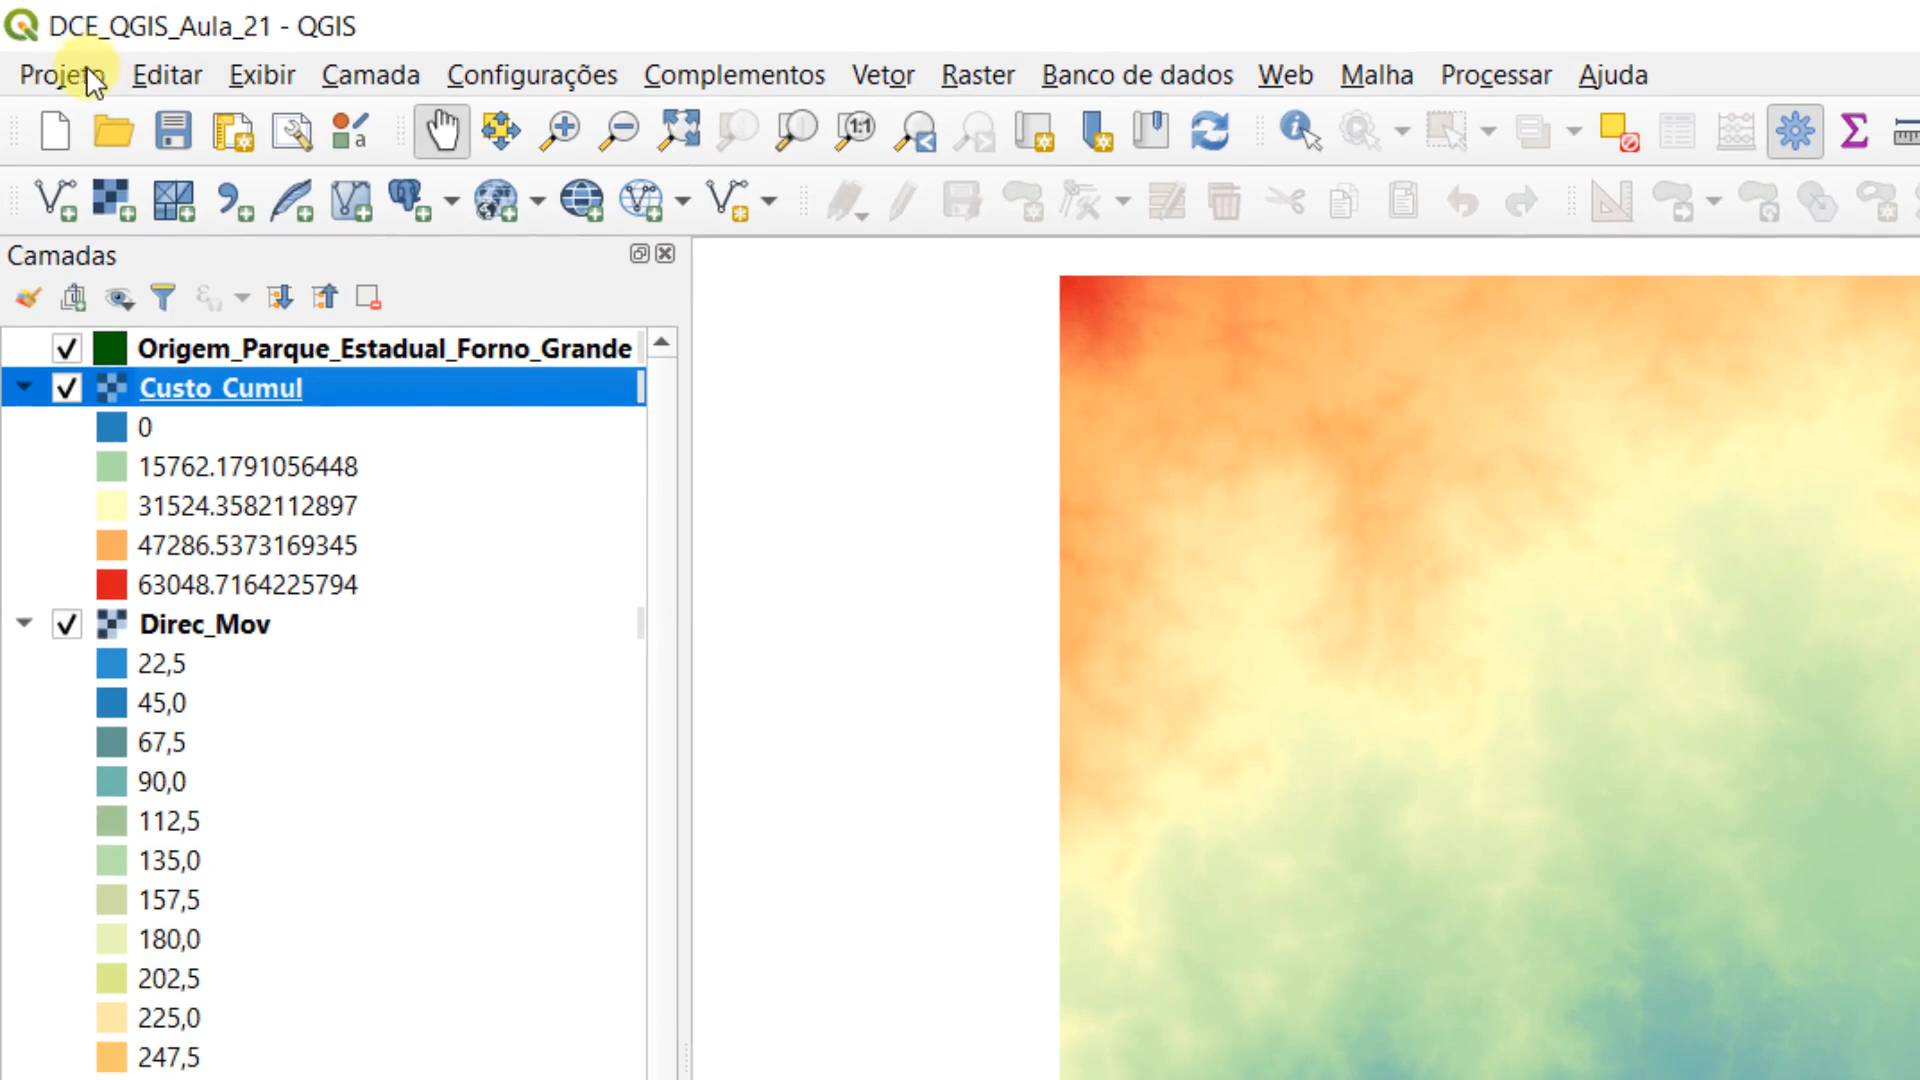 DCE_QGIS_Aula_21 - QGIS
Projeto Editar Exibir Camada Configurações Complementos Vetor Raster Banco de dados Web Malha Processar Ajuda
Camadas
Origem_Parque_Estadual_Forno_Grande
Custo_Cumul
0
15762.1791056448
31524.3582112897
47286.5373169345
63048.7164225794
Direc_Mov
22,5
45,0
67,5
90,0
112,5
135,0
157,5
180,0
202,5
225,0
247,5